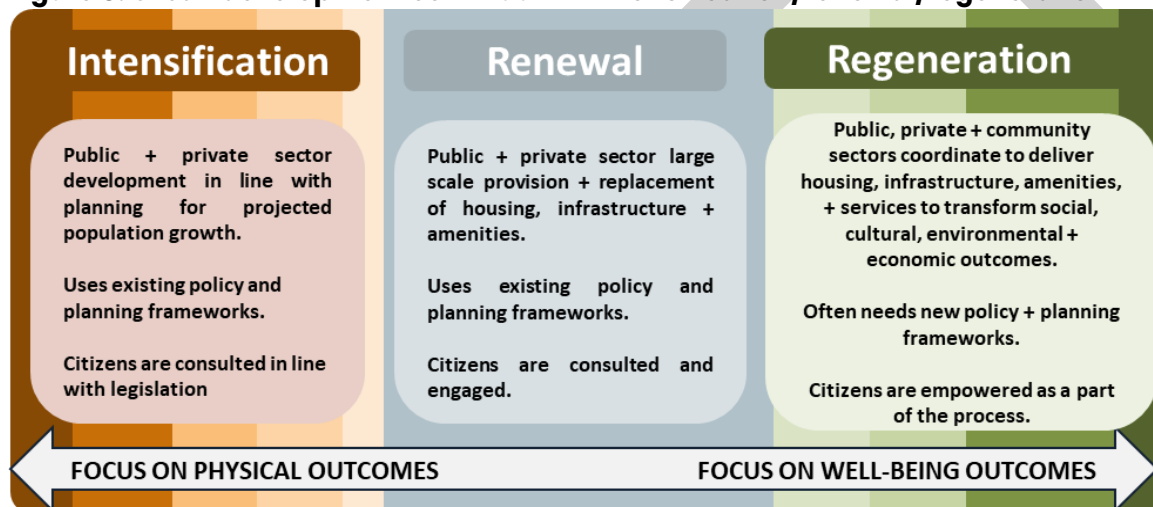 Intensification
Public + private sector
development in line with
planning for projected
population growth.
Uses existing policy and
planning frameworks.
Citizens are consulted in line
with legislation
Renewal
Public + private sector large
scale provision + replacement
of housing, infrastructure +
amenities.
Uses existing policy and
planning frameworks.
Citizens are consulted and
engaged.
Regeneration
Public, private + community
sectors coordinate to deliver
housing, infrastructure, amenities,
+ services to transform social,
cultural, environmental +
economic outcomes.
Often needs new policy + planning
frameworks.
Citizens are empowered as a part
of the process.
FOCUS ON PHYSICAL OUTCOMES
FOCUS ON WELL-BEING OUTCOMES